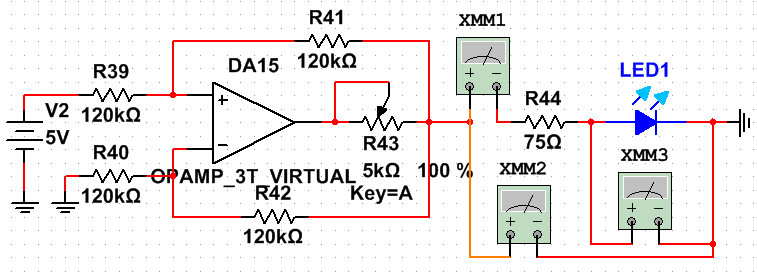 R41
120kΩ
XMM1
+ −
R39
120kΩ
DA15
+
−
V2
5V
R43
5kΩ
100 %
Key=A
R44
75Ω
LED1
R40
120kΩ
OPAMP_3T_VIRTUAL
R42
120kΩ
XMM2
+ −
XMM3
+ −